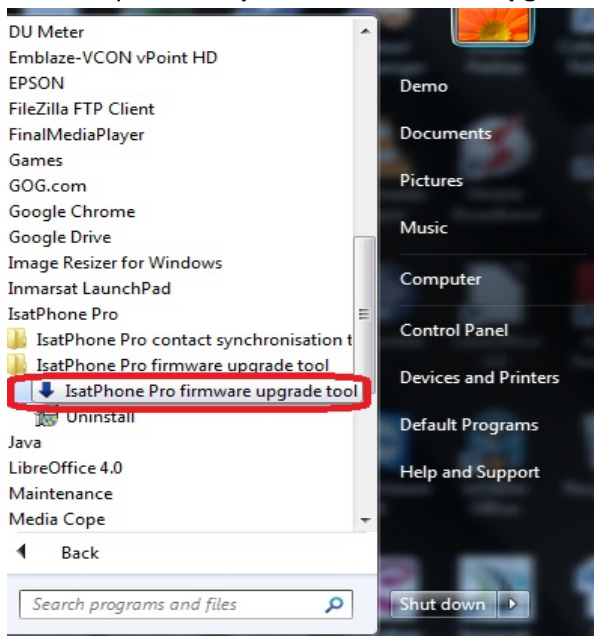 DU Meter
Emblaze-VCON vPoint HD
EPSON
FileZilla FTP Client
FinalMediaPlayer
Games
GOG.com
Google Chrome
Google Drive
Image Resizer for Windows
Inmarsat LaunchPad
IsatPhone Pro
IsatPhone Pro contact synchronisation t
IsatPhone Pro firmware upgrade tool
IsatPhone Pro firmware upgrade tool
Uninstall
Java
LibreOffice 4.0
Maintenance
Media Cope
Back
Search programs and files
Demo
Documents
Pictures
Music
Computer
Control Panel
Devices and Printers
Default Programs
Help and Support
Shut down